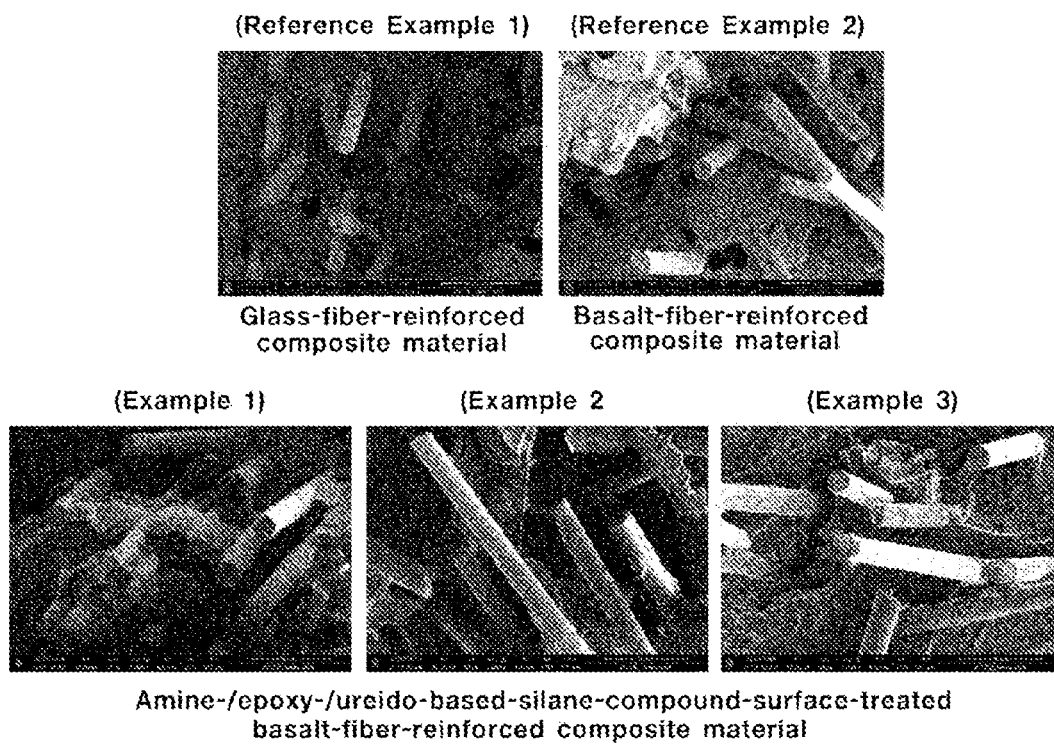 (Reference Example 1)
(Reference Example 2)
Glass-fiber-reinforced
composite material
Basalt-fiber-reinforced
composite material
(Example 1)
(Example 2
(Example 3)
Amine-/epoxy-/ureido-based-silane-compound-surface-treated
basalt-fiber-reinforced composite material